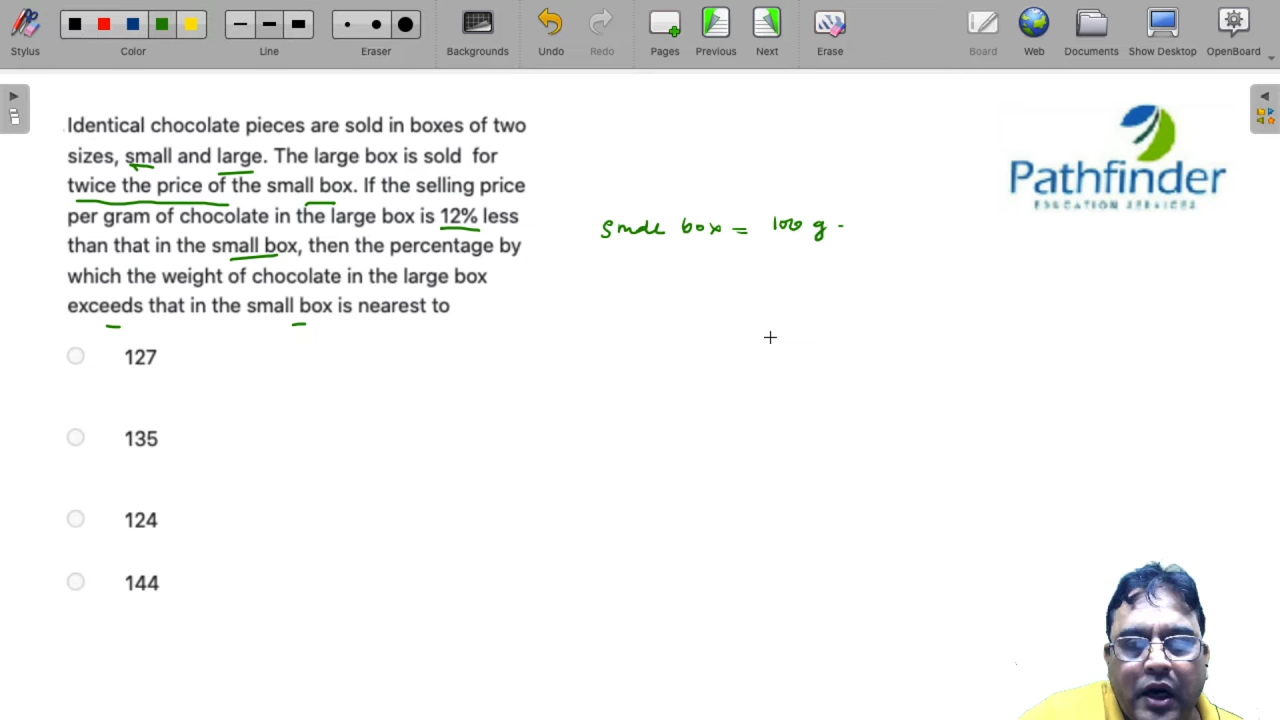 Stylus
Color
Line
Eraser
Backgrounds
Undo
Redo
Pages
Previous
Next
Erase
Board
Web
Documents
Show Desktop
OpenBoard
Identical chocolate pieces are sold in boxes of two
sizes, small and large. The large box is sold for
twice the price of the small box. If the selling price
per gram of chocolate in the large box is 12% less
than that in the small box, then the percentage by
which the weight of chocolate in the large box
exceeds that in the small box is nearest to
127
135
124
144
box = 100 g
Pathfinder
EDUCATION SERVICES